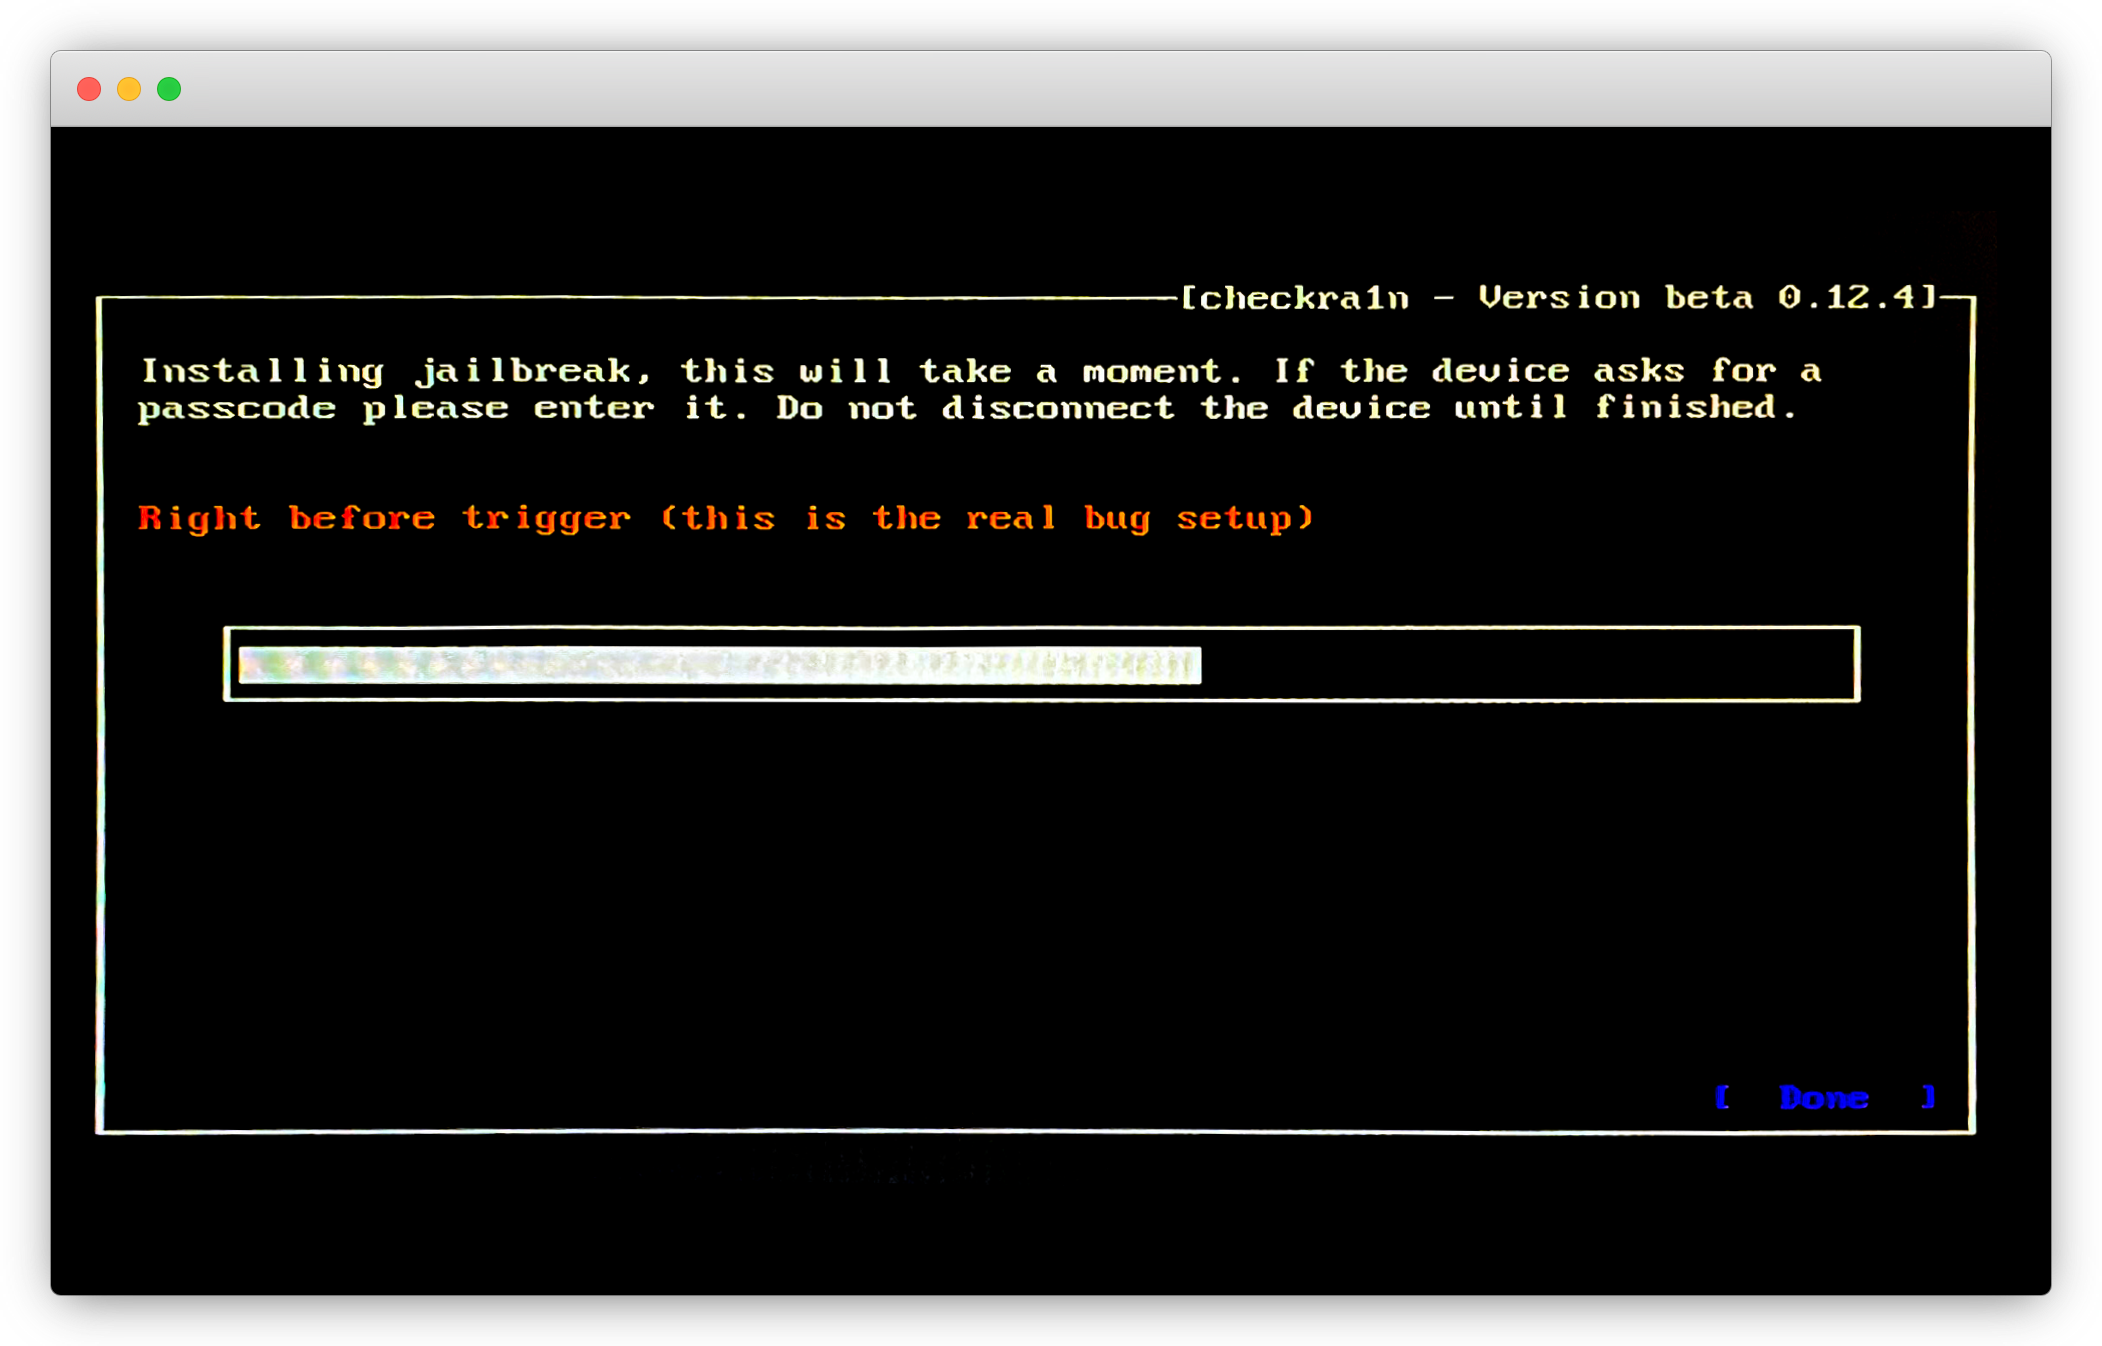 [checkra1n – Version beta 0.12.4]
Installing jailbreak, this will take a moment. If the device asks for a
passcode please enter it. Do not disconnect the device until finished.
Right before trigger (this is the real bug setup)
[ Done ]